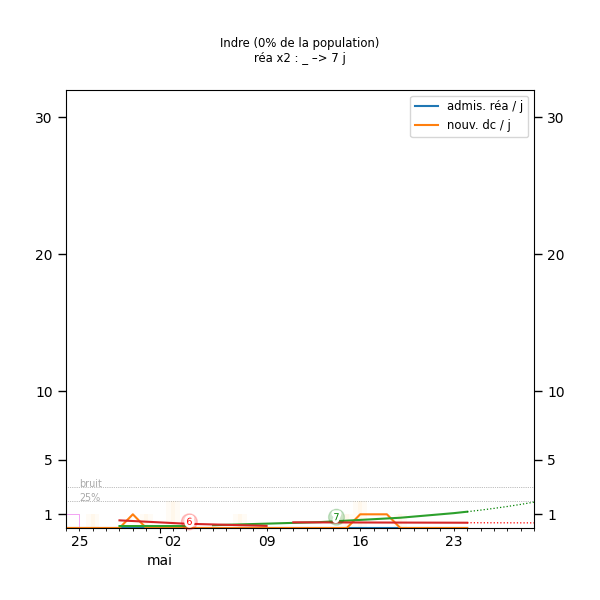 Indre (0% de la population)
réa x2 : _ –> 7 j
admis. réa / j
nouv. dc / j
30 30
20 20
10 10
5 5
bruit
25%
1 6 7 1
25 - 02 09 16 23
mai